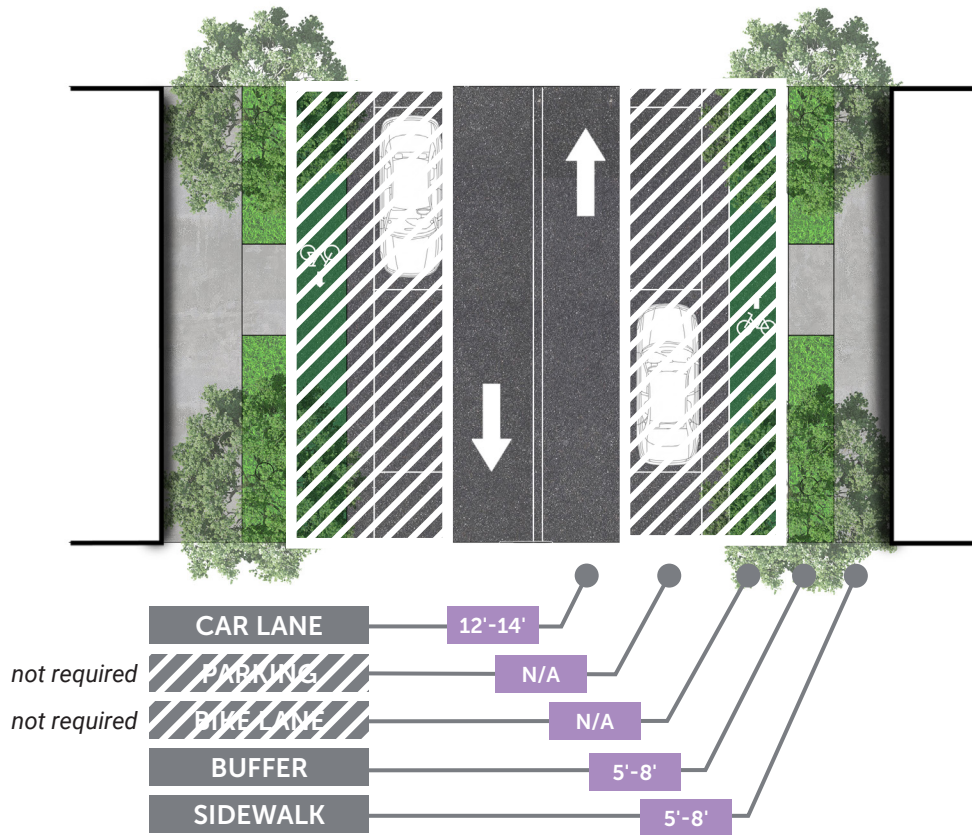 CAR LANE 12'-14'
not required PARKING N/A
not required BIKE LANE N/A
BUFFER 5'-8'
SIDEWALK 5'-8'